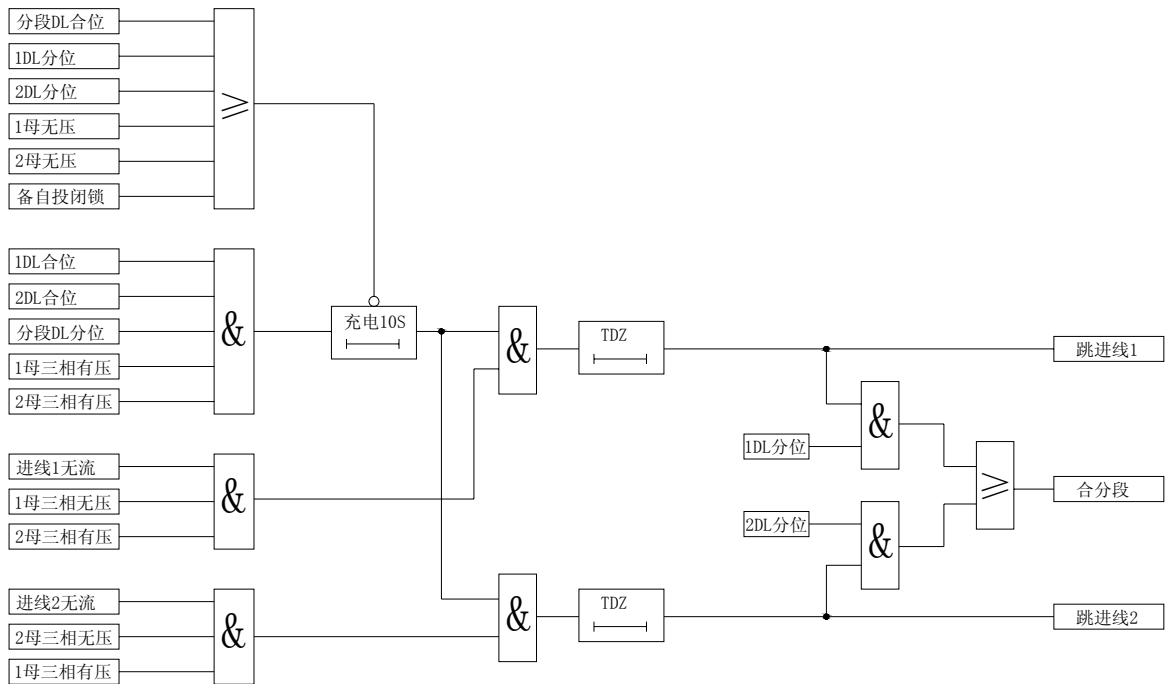 分段DL合位
1DL分位
2DL分位
1母无压
2母无压
备自投闭锁
≥
1DL合位
2DL合位
分段DL分位
1母三相有压
2母三相有压
&
充电10S
&
TDZ
跳进线1
1DL分位
&
进线1无流
1母三相无压
2母三相有压
&
≥
合分段
2DL分位
&
进线2无流
2母三相无压
1母三相有压
&
&
TDZ
跳进线2